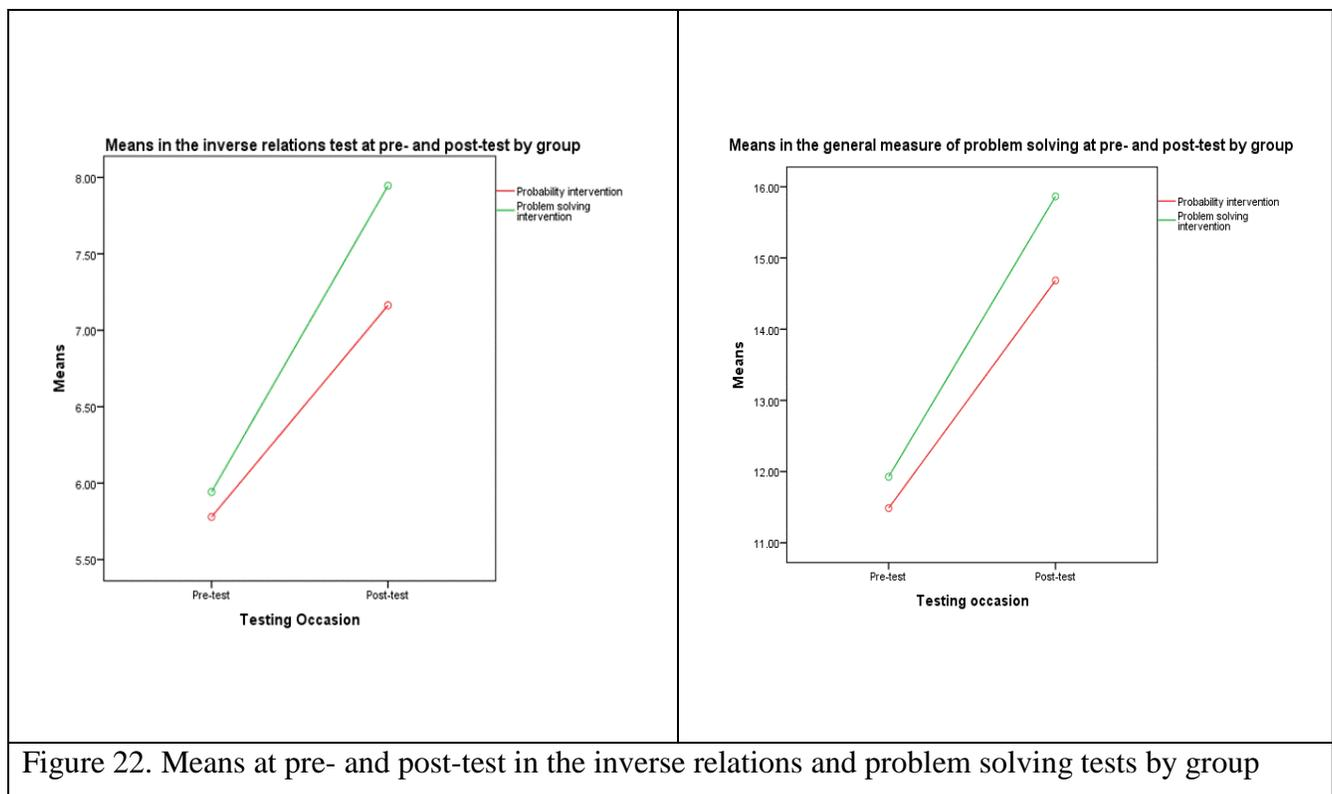 Means in the inverse relations test at pre- and post-test by group
8.00
7.50
7.00
6.50
6.00
5.50
Means
Pre-test
Post-test
Testing Occasion
Probability intervention
Problem solving
intervention
Means in the general measure of problem solving at pre- and post-test by group
16.00
15.00
14.00
13.00
12.00
11.00
Means
Pre-test
Post-test
Testing occasion
Probability intervention
Problem solving
intervention
Figure 22. Means at pre- and post-test in the inverse relations and problem solving tests by group